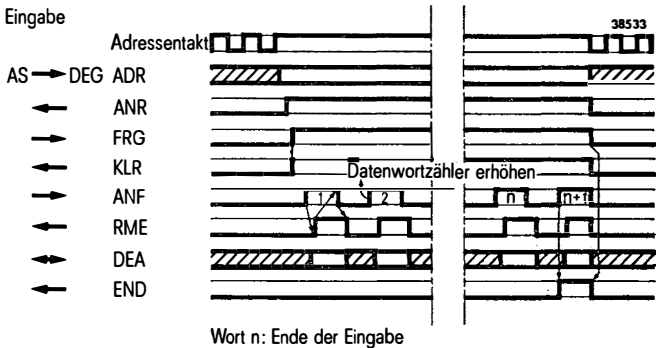 Eingabe
38533
Adressentakt
AS → DEG ADR
← ANR
→ FRG
← KLR
Datenwortzähler erhöhen
→ ANF 1 2 n n+1
← RME
↔ DEA
← END
Wort n: Ende der Eingabe